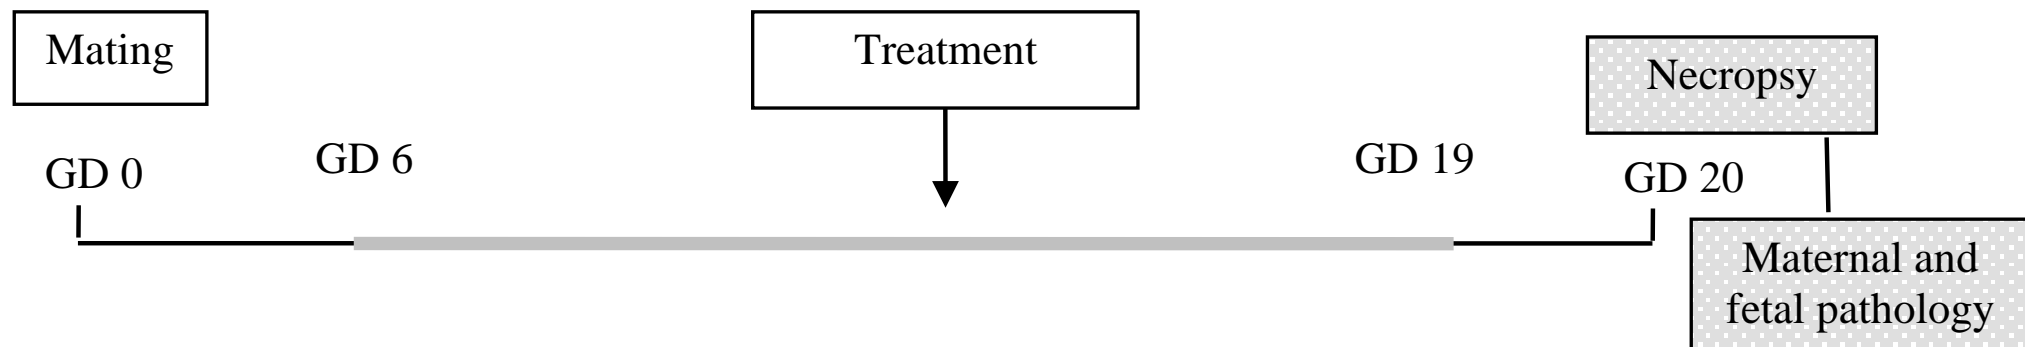 Mating
Treatment
Necropsy
GD 0
GD 6
GD 19
GD 20
Maternal and
fetal pathology